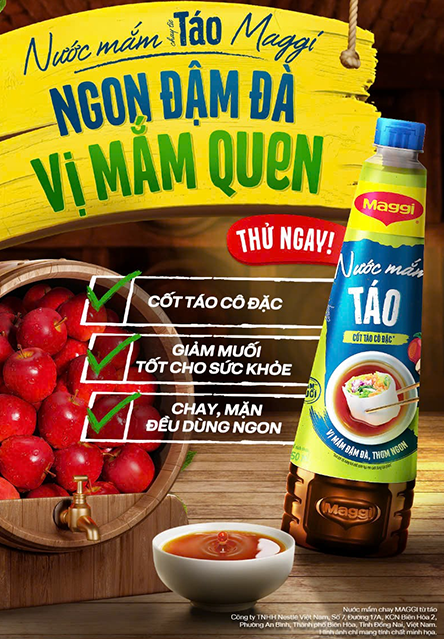 Nước mắm chay từ Táo Maggi
NGON ĐẬM ĐÀ
VỊ MẮM QUEN
THỬ NGAY!
CỐT TÁO CÔ ĐẶC
GIẢM MUỐI
TỐT CHO SỨC KHỎE
CHAY, MẶN
ĐỀU DÙNG NGON
Maggi
Nước mắm
TÁO
CỐT TÁO CÔ ĐẶC*
VỊ MẮM ĐẬM ĐÀ, THƠM NGON
Maggi
Nước mắm chay MAGGI từ táo
Công ty TNHH Nestlé Việt Nam, Số 7, Đường 17A, KCN Biên Hòa 2,
Phường An Bình, Thành phố Biên Hòa, Tỉnh Đồng Nai, Việt Nam.
Hình ảnh chỉ mang tính chất minh họa.